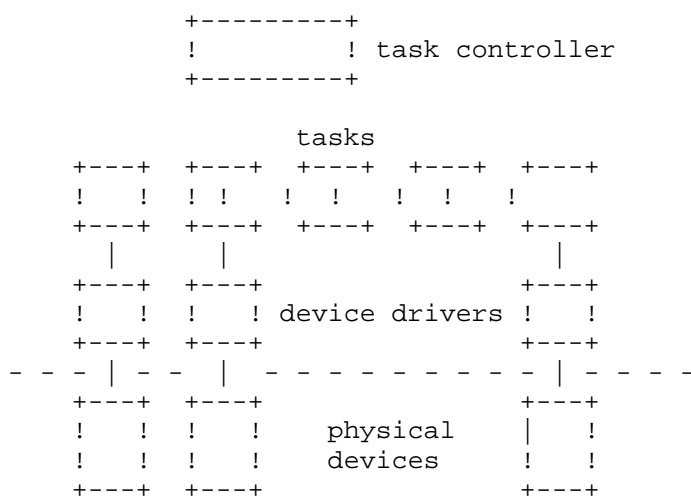 task controller
tasks
device drivers
physical
devices